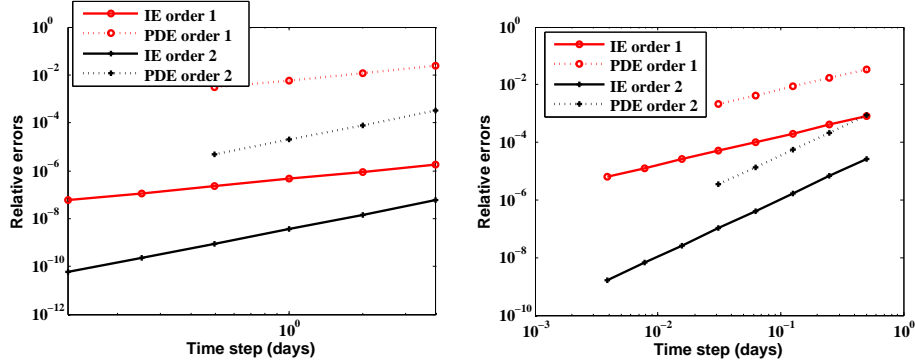 IE order 1
PDE order 1
IE order 2
PDE order 2
10^0
10^-2
10^-4
10^-6
10^-8
10^-10
10^-12
Relative errors
10^0
Time step (days)
IE order 1
PDE order 1
IE order 2
PDE order 2
10^0
10^-2
10^-4
10^-6
10^-8
10^-10
Relative errors
10^-3
10^-2
10^-1
10^0
Time step (days)